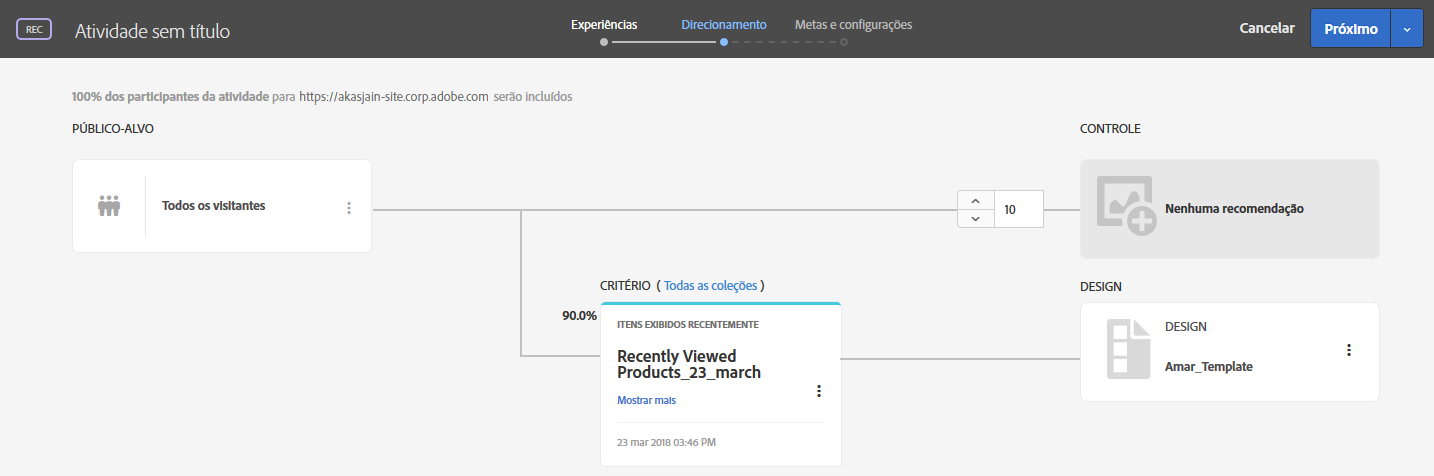 REC
Atividade sem título
Experiências
Direcionamento
Metas e configurações
Cancelar
Próximo
100% dos participantes da atividade para https://akasjain-site.corp.adobe.com serão incluídos
PÚBLICO-ALVO
CONTROLE
Todos os visitantes
10
Nenhuma recomendação
CRITÉRIO ( Todas as coleções )
DESIGN
90.0%
ITENS EXIBIDOS RECENTEMENTE
Recently Viewed
Products_23_march
Mostrar mais
23 mar 2018 03:46 PM
DESIGN
Amar_Template